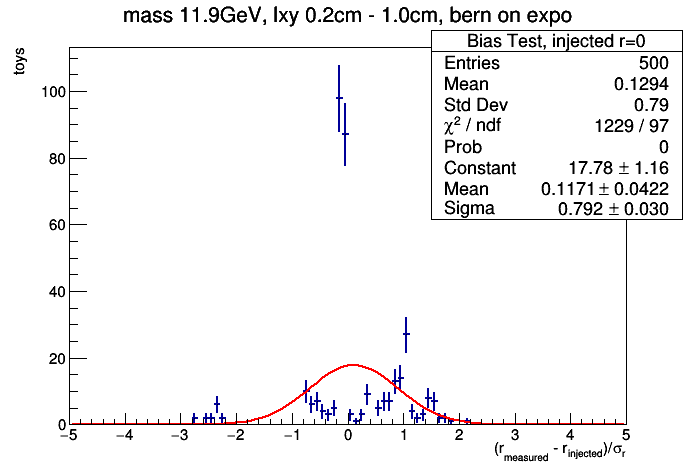 mass 11.9GeV, lxy 0.2cm - 1.0cm, bern on expo
toys
Bias Test, injected r=0
Entries 500
Mean 0.1294
Std Dev 0.79
χ² / ndf 1229 / 97
Prob 0
Constant 17.78 ± 1.16
Mean 0.1171 ± 0.0422
Sigma 0.792 ± 0.030
100
80
60
40
20
0
−5 −4 −3 −2 −1 0 1 2 3 4 5
(r_measured - r_injected)/σ_r